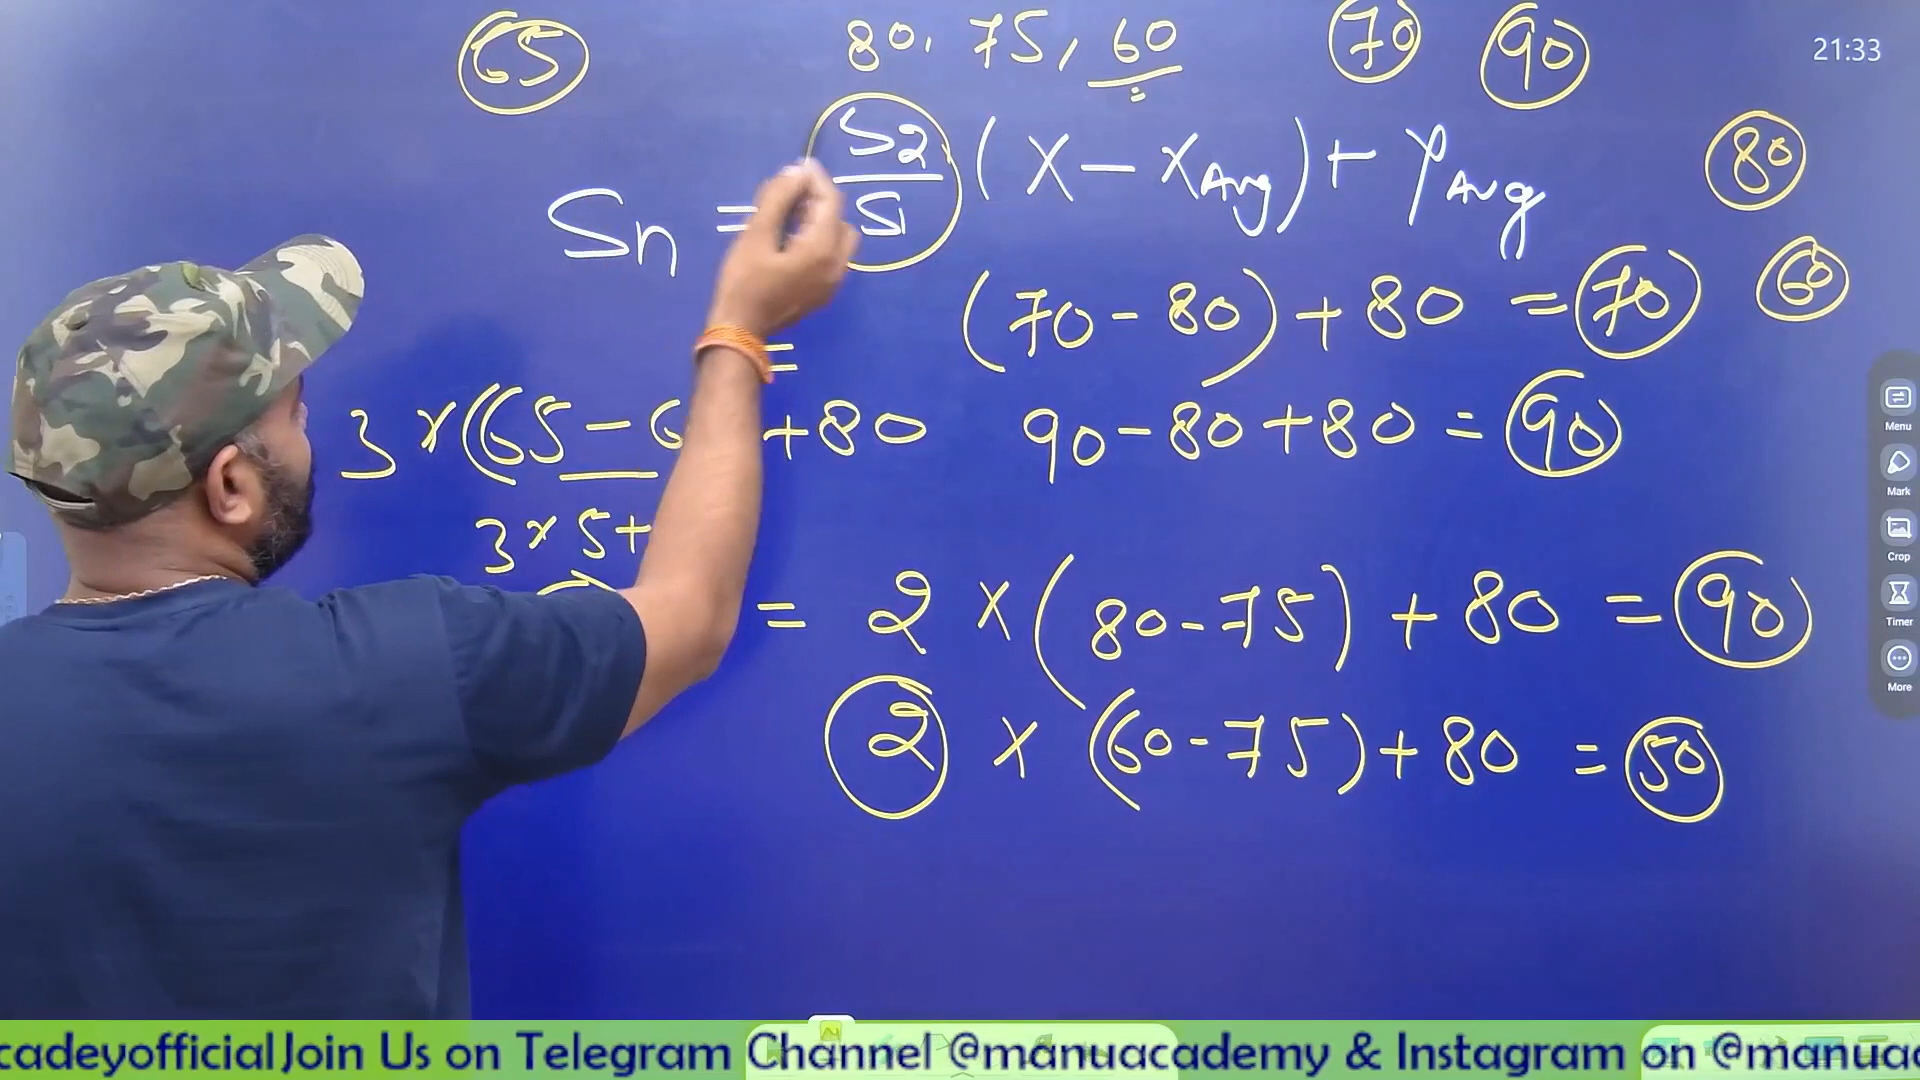 65 80, 75, 60 70 90
21:33
80
Sn = S2/S1 (X - XAvg) + YAvg
60
= (70 - 80) + 80 = 70
3 × (65 - 6 + 80 90 - 80 + 80 = 90
3 × 5 +
= 2 × (80 - 75) + 80 = 90
2 × (60 - 75) + 80 = 50
Menu
Mark
Crop
Timer
More
cadeyofficial Join Us on Telegram Channel @manuacademy & Instagram on @manuac